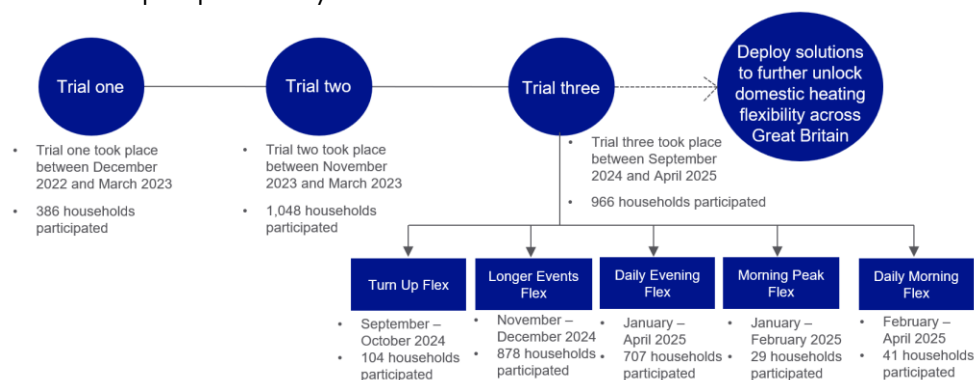 Trial one
Trial two
Trial three
Deploy solutions
to further unlock
domestic heating
flexibility across
Great Britain
• Trial one took place
between December
2022 and March 2023
• 386 households
participated
• Trial two took place
between November
2023 and March 2023
• 1,048 households
participated
• Trial three took place
between September
2024 and April 2025
• 966 households participated
Turn Up Flex
• September –
October 2024
• 104 households
participated
Longer Events
Flex
• November –
December 2024
• 878 households
participated
Daily Evening
Flex
• January –
April 2025
• 707 households
participated
Morning Peak
Flex
• January –
February 2025
• 29 households
participated
Daily Morning
Flex
• February –
April 2025
• 41 households
participated